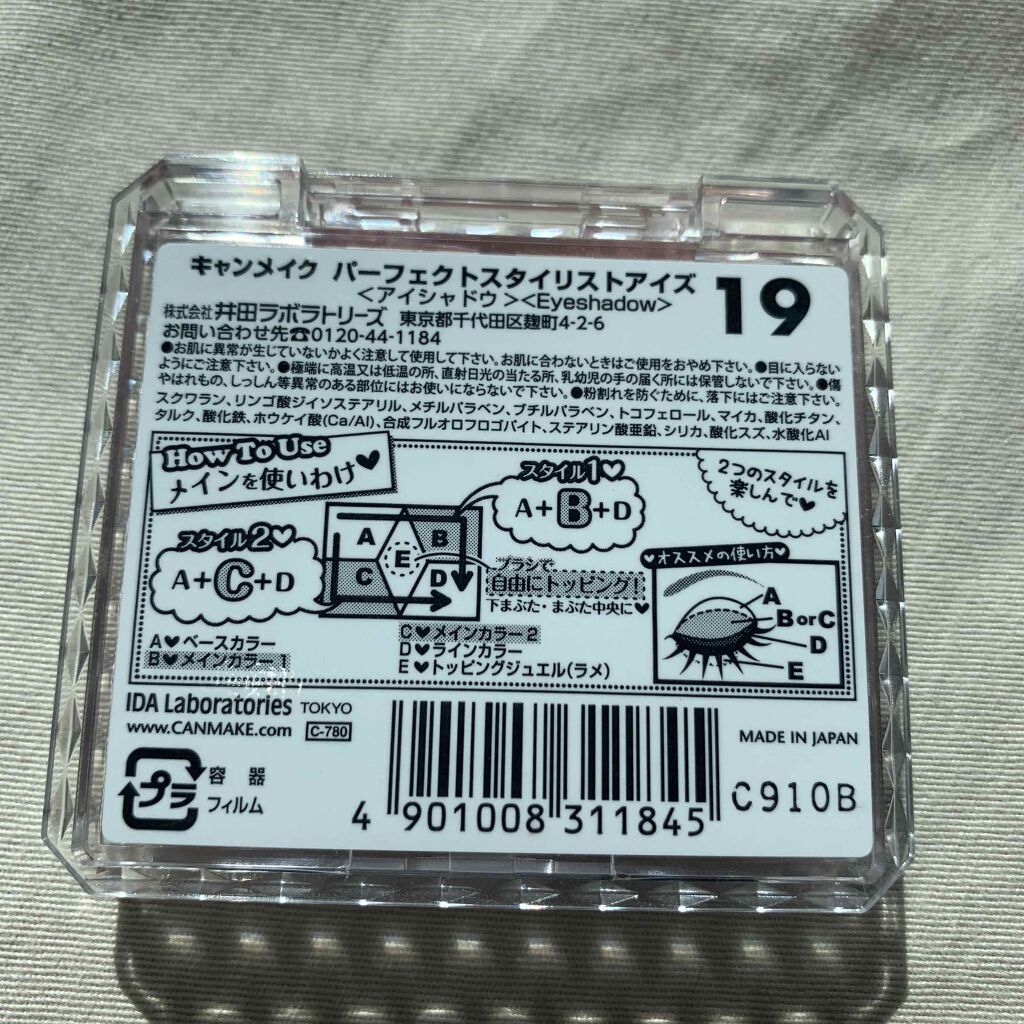 キャンメイク パーフェクトスタイリストアイズ 19
<アイシャドウ><Eyeshadow>
株式会社 井田ラボラトリーズ 東京都千代田区麹町4-2-6
お問い合わせ先☎0120-44-1184
●お肌に異常が生じていないかよく注意して使用して下さい。お肌に合わないときはご使用をおやめ下さい。●目に入らない
ようにご注意下さい。●極端に高温又は低温の所、直射日光の当たる所、乳幼児の手の届く所には保管しないで下さい。●傷
やはれもの、しっしん等異常のある部位にはお使いにならないで下さい。●粉割れを防ぐために、落下にはご注意下さい。
スクワラン、リンゴ酸ジイソステアリル、メチルパラベン、ブチルパラベン、トコフェロール、マイカ、酸化チタン、
タルク、酸化鉄、ホウケイ酸(Ca/Al)、合成フルオロフロゴパイト、ステアリン酸亜鉛、シリカ、酸化スズ、水酸化Al
How To Use
メインを使いわけ♥
スタイル1♥
A+B+D
2つのスタイルを
楽しんで♥
スタイル2♥
A+C+D
A
B
E
C
D
ブラシで
自由にトッピング!
下まぶた・まぶた中央に♥
♥オススメの使い方♥
A
B or C
D
E
A♥ベースカラー
B♥メインカラー1
C♥メインカラー2
D♥ラインカラー
E♥トッピングジュエル(ラメ)
IDA Laboratories TOKYO
www.CANMAKE.com C-780
MADE IN JAPAN
プラ
容器
フィルム
4 901008 311845
C910B